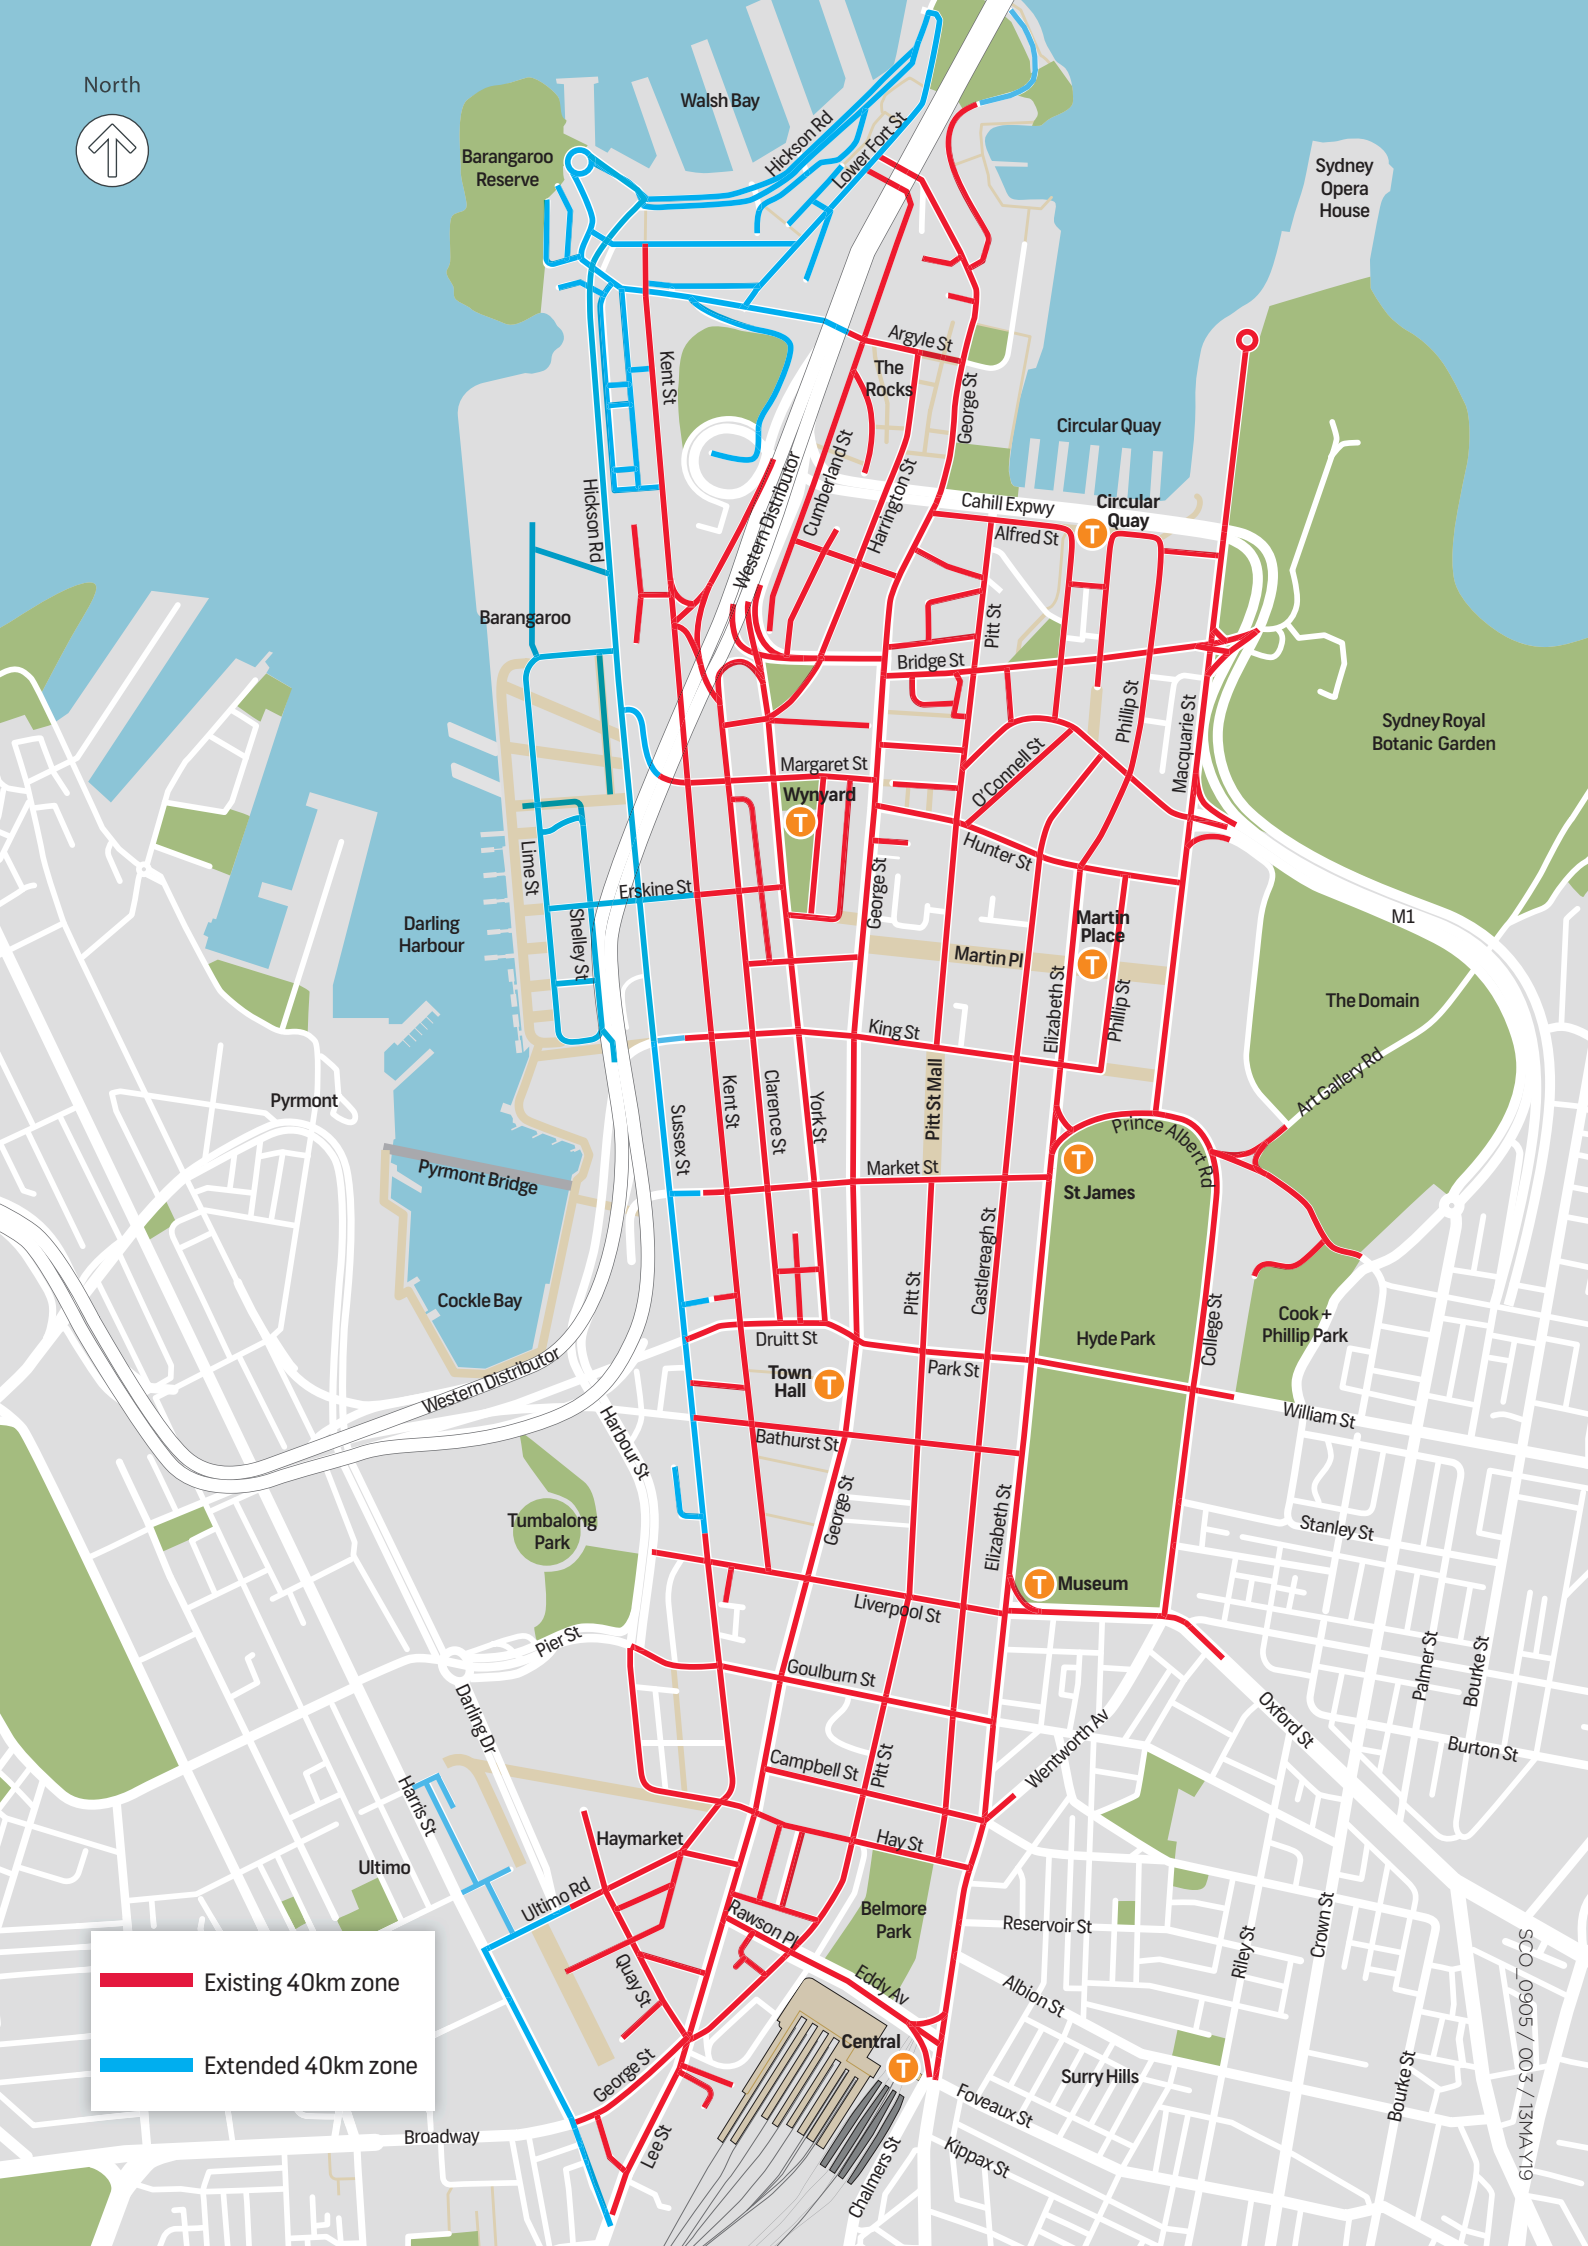 North
Walsh Bay
Hickson Rd
Lower Fort St
Barangaroo
Reserve
Sydney
Opera
House
Argyle St
The
Rocks
Kent St
George St
Circular Quay
Cumberland St
Harrington St
Western Distributor
Hickson Rd
Cahill Expwy
Circular
Quay
T
Alfred St
Barangaroo
Pitt St
Bridge St
Phillip St
Macquarie St
Sydney Royal
Botanic Garden
Margaret St
O'Connell St
Wynyard
T
Hunter St
Lime St
Erskine St
George St
Shelley St
Darling
Harbour
M1
Martin
Place
T
Martin Pl
Elizabeth St
Phillip St
The Domain
King St
Art Gallery Rd
Pyrmont
Kent St
Clarence St
York St
Pitt St Mall
Sussex St
Prince Albert Rd
Pyrmont Bridge
Market St
T
St James
Castlereagh St
Pitt St
Cockle Bay
College St
Cook +
Phillip Park
Druitt St
Hyde Park
Western Distributor
Town
Hall
T
Park St
William St
Harbour St
Bathurst St
George St
Elizabeth St
Tumbalong
Park
Stanley St
T
Museum
Liverpool St
Pier St
Goulburn St
Palmer St
Bourke St
Darling Dr
Oxford St
Wentworth Av
Burton St
Campbell St
Pitt St
Harris St
Haymarket
Hay St
Ultimo
Ultimo Rd
Belmore
Park
Rawson Pl
Reservoir St
Crown St
Riley St
Quay St
Eddy Av
Albion St
Existing 40km zone
Extended 40km zone
Central
T
George St
Surry Hills
Foveaux St
Bourke St
Broadway
Lee St
Chalmers St
Kippax St
SCO_0905 / 003 / 13MAY19